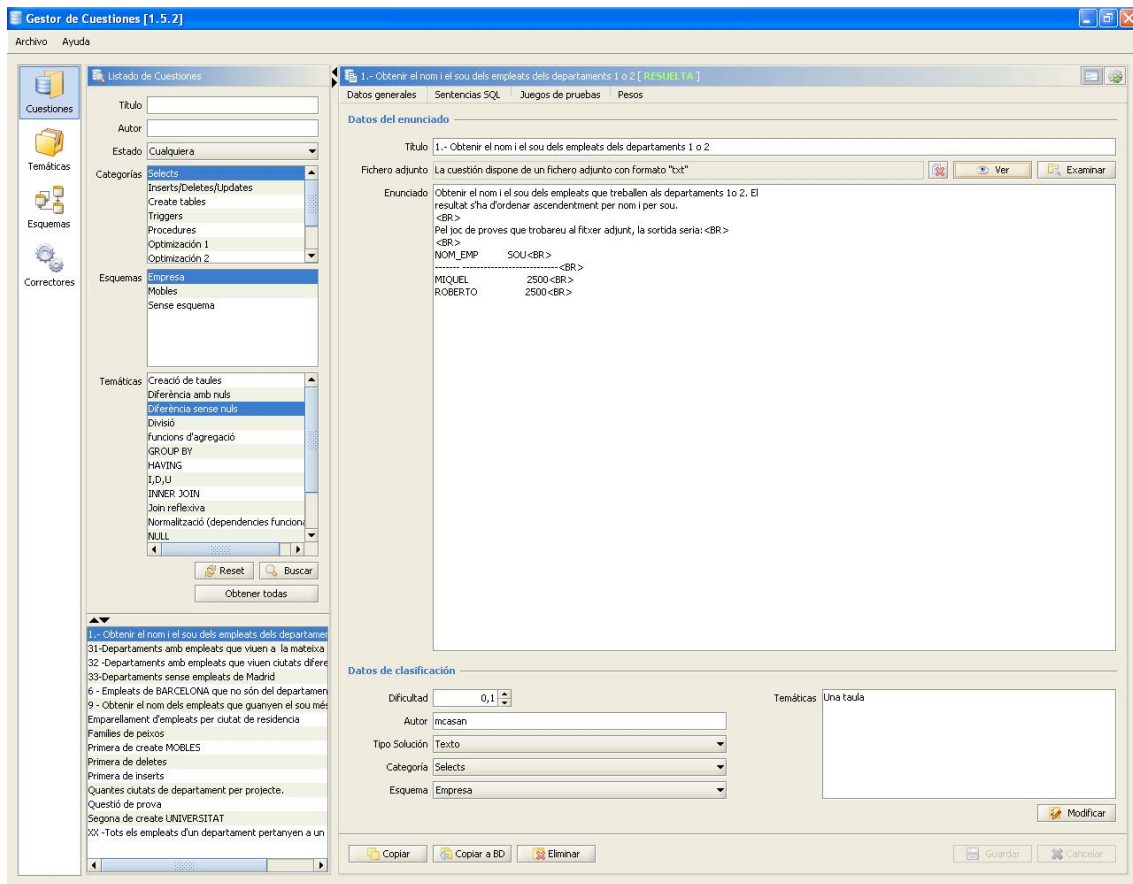 Gestor de Cuestiones [1.5.2]
Archivo Ayuda
Cuestiones
Temáticas
Esquemas
Correctores
Listado de Cuestiones
Título
Autor
Estado Cualquiera
Categorías Selects
Inserts/Deletes/Updates
Create tables
Triggers
Procedures
Optimización 1
Optimización 2
Esquemas Empresa
Mobles
Sense esquema
Temáticas Creació de taules
Diferència amb nuls
Diferència sense nuls
Divisió
funcions d'agregació
GROUP BY
HAVING
I,D,U
INNER JOIN
Join reflexiva
Normalització (dependencies funciona
NULL
Reset Buscar
Obtener todas
1.- Obtenir el nom i el sou dels empleats dels departamen
31-Departaments amb empleats que viuen a la mateixa
32 -Departaments amb empleats que viuen ciutats difere
33-Departaments sense empleats de Madrid
6 - Empleats de BARCELONA que no són del departamen
9 - Obtenir el nom dels empleats que guanyen el sou més
Emparellament d'empleats per ciutat de residencia
Families de peixos
Primera de create MOBLES
Primera de deletes
Primera de inserts
Quantes ciutats de departament per projecte.
Questió de prova
Segona de create UNIVERSITAT
XX -Tots els empleats d'un departament pertanyen a un
1.- Obtenir el nom i el sou dels empleats dels departaments 1 o 2 [ RESUELTA ]
Datos generales Sentencias SQL Juegos de pruebas Pesos
Datos del enunciado
Título 1.- Obtenir el nom i el sou dels empleats dels departaments 1 o 2
Fichero adjunto La cuestión dispone de un fichero adjunto con formato "txt" Ver Examinar
Enunciado Obtenir el nom i el sou dels empleats que treballen als departaments 1o 2. El
resultat s'ha d'ordenar ascendentment per nom i per sou.
<BR>
Pel joc de proves que trobareu al fitxer adjunt, la sortida seria:<BR>
<BR>
NOM_EMP SOU<BR>
------- ----------------------------<BR>
MIQUEL 2500<BR>
ROBERTO 2500<BR>
Datos de clasificación
Dificultad 0,1
Autor mcasan
Tipo Solución Texto
Categoría Selects
Esquema Empresa
Temáticas Una taula
Modificar
Copiar Copiar a BD Eliminar Guardar Cancelar